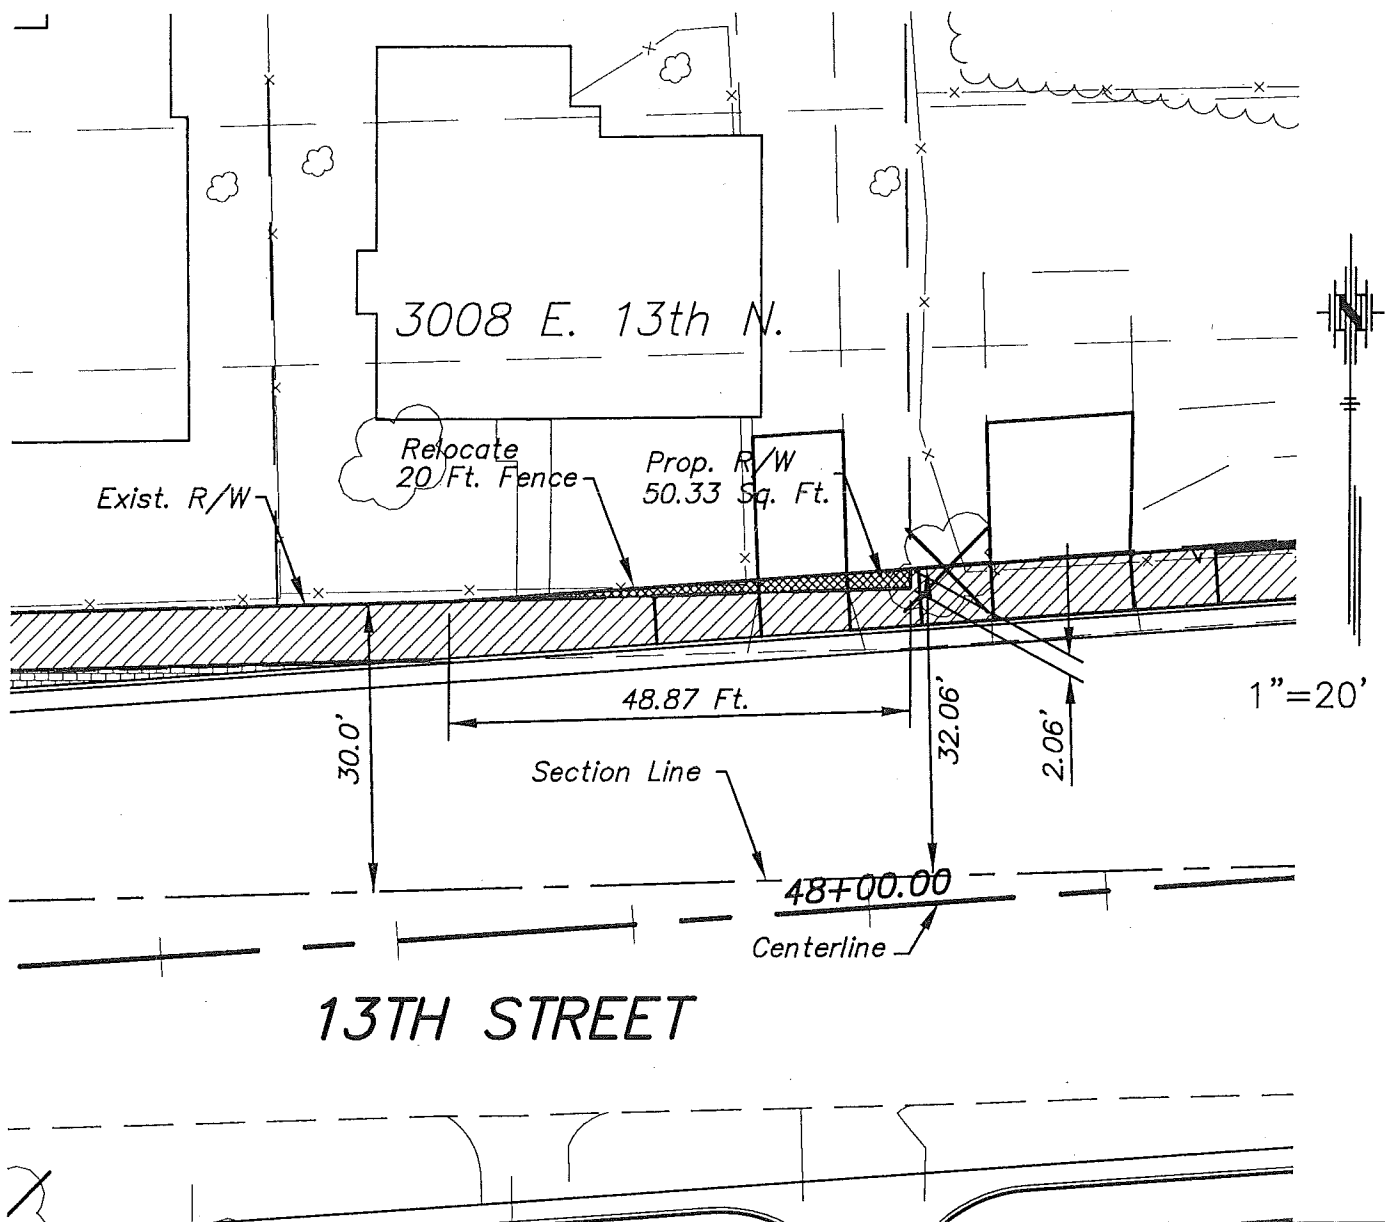 3008 E. 13th N.
Relocate
20 Ft. Fence
Prop. R/W
50.33 Sq. Ft.
Exist. R/W
N
1"=20'
48.87 Ft.
30.0'
32.06'
2.06'
Section Line
48+00.00
Centerline
13TH STREET